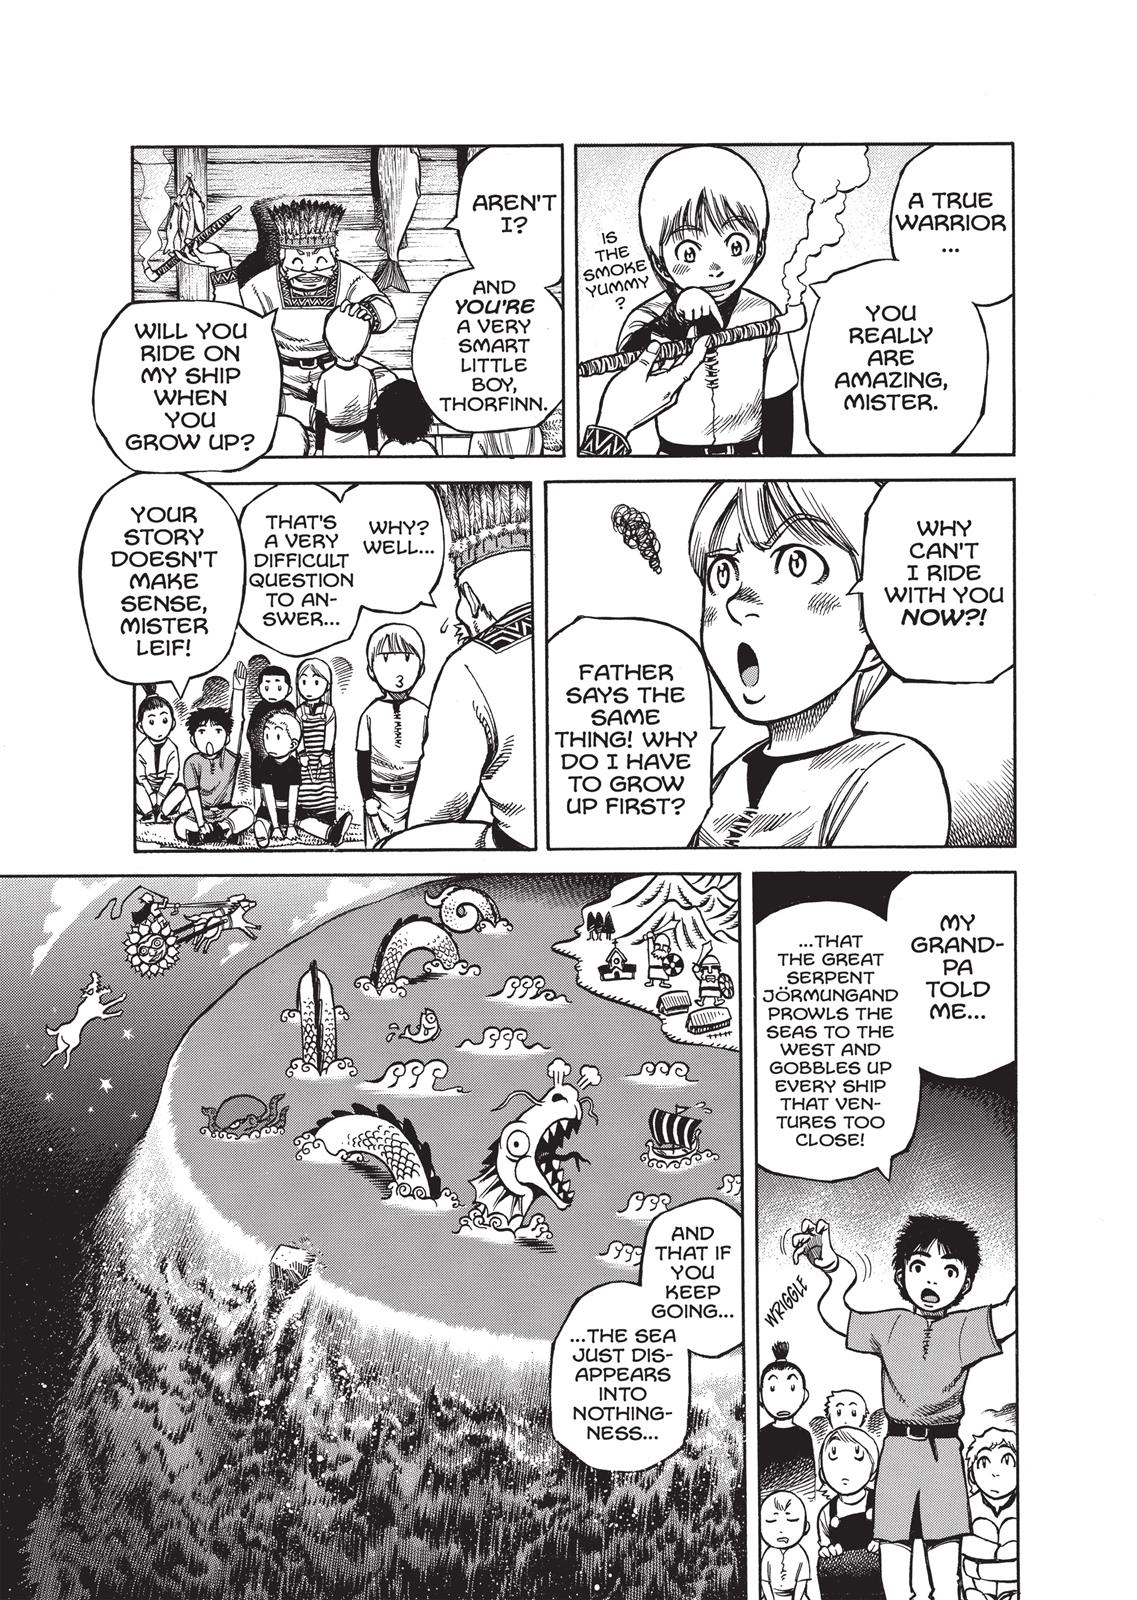 A TRUE
WARRIOR
...
YOU
REALLY
ARE
AMAZING,
MISTER.
IS
THE
SMOKE
YUMMY
?
AREN'T
I?
AND
YOU'RE
A VERY
SMART
LITTLE
BOY,
THORFINN.
WILL YOU
RIDE ON
MY SHIP
WHEN
YOU
GROW UP?
WHY
CAN'T
I RIDE
WITH YOU
NOW?!
FATHER
SAYS THE
SAME
THING! WHY
DO I HAVE
TO GROW
UP FIRST?
WHY?
WELL...
THAT'S
A VERY
DIFFICULT
QUESTION
TO AN-
SWER...
YOUR
STORY
DOESN'T
MAKE
SENSE,
MISTER
LEIF!
MY
GRAND-
PA
TOLD
ME...
...THAT
THE GREAT
SERPENT
JÖRMUNGAND
PROWLS THE
SEAS TO THE
WEST AND
GOBBLES UP
EVERY SHIP
THAT VEN-
TURES TOO
CLOSE!
WRIGGLE
AND
THAT IF
YOU
KEEP
GOING...
...THE SEA
JUST DIS-
APPEARS
INTO
NOTHING-
NESS...